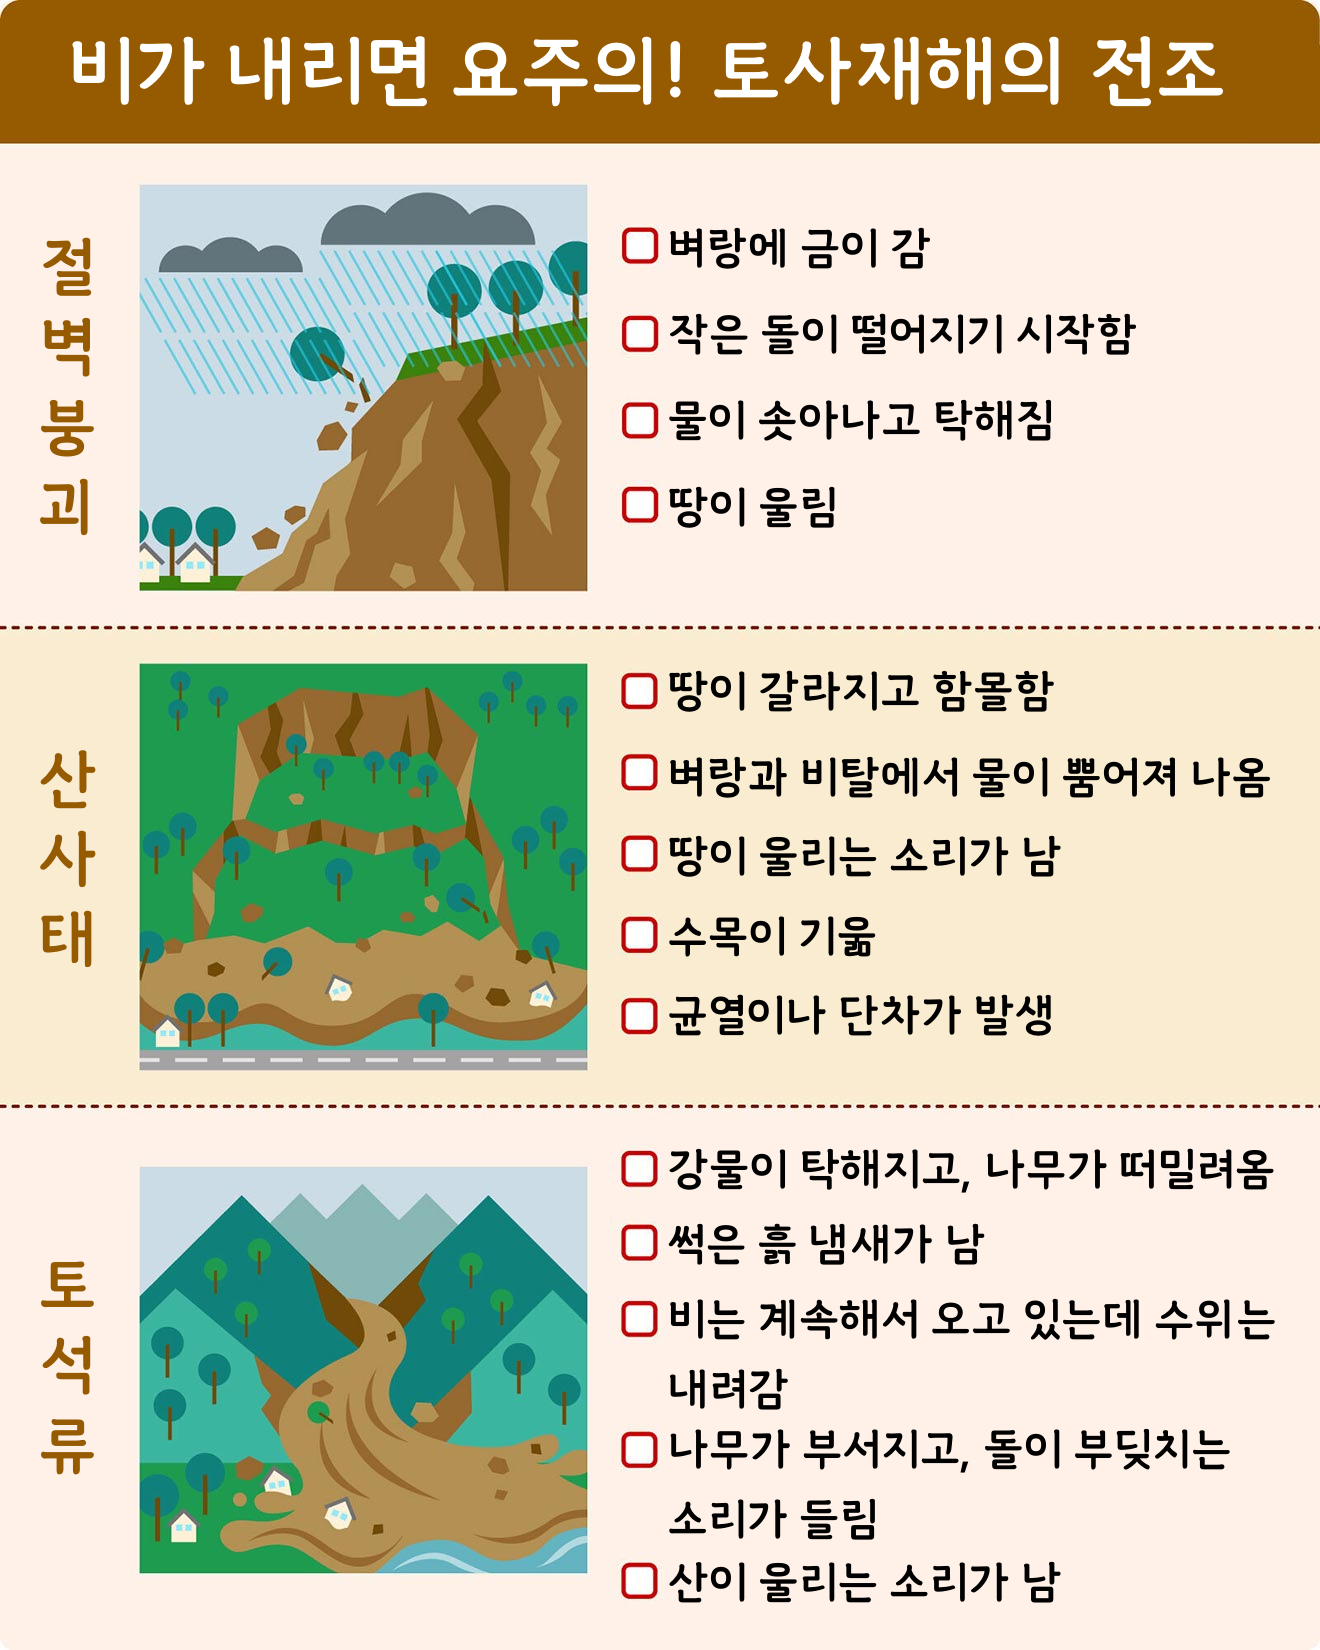 비가 내리면 요주의! 토사재해의 전조
절벽붕괴
벼랑에 금이 감
작은 돌이 떨어지기 시작함
물이 솟아나고 탁해짐
땅이 울림
산사태
땅이 갈라지고 함몰함
벼랑과 비탈에서 물이 뿜어져 나옴
땅이 울리는 소리가 남
수목이 기욺
균열이나 단차가 발생
토석류
강물이 탁해지고, 나무가 떠밀려옴
썩은 흙 냄새가 남
비는 계속해서 오고 있는데 수위는
내려감
나무가 부서지고, 돌이 부딪치는
소리가 들림
산이 울리는 소리가 남